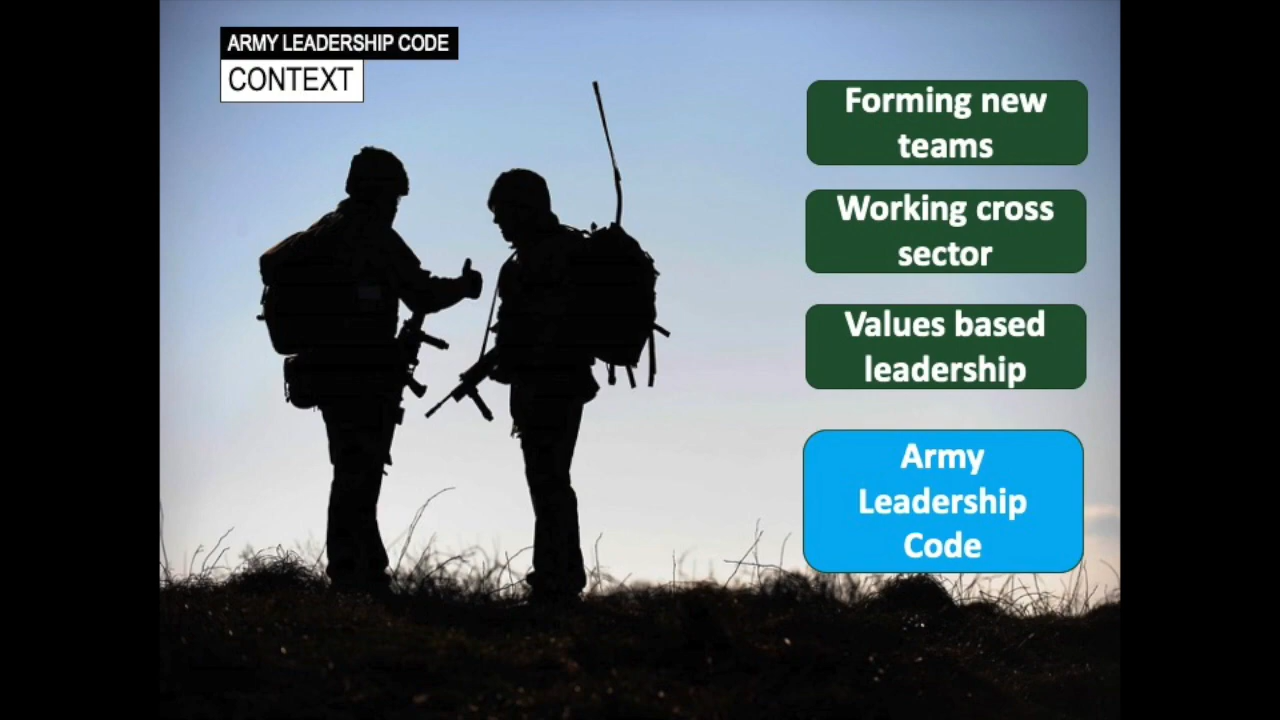 ARMY LEADERSHIP CODE
CONTEXT
Forming new
teams
Working cross
sector
Values based
leadership
Army
Leadership
Code